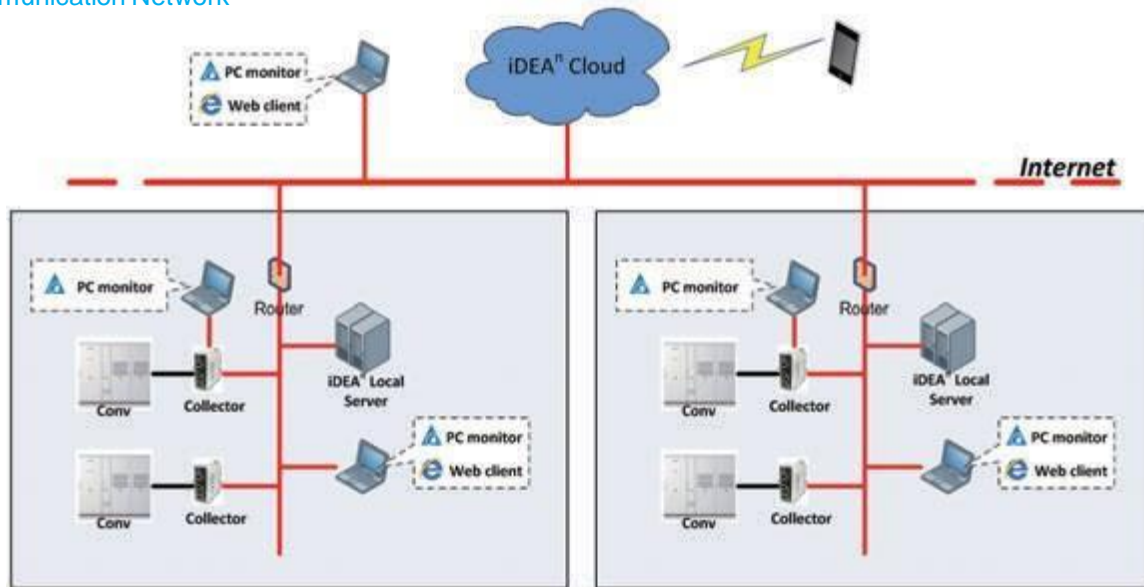 Communication Network
iDEAⁿ Cloud
PC monitor
Web client
Internet
PC monitor
Router
Conv
Collector
iDEAⁿ Local
Server
PC monitor
Web client
Conv
Collector
PC monitor
Router
Conv
Collector
iDEAⁿ Local
Server
PC monitor
Web client
Conv
Collector